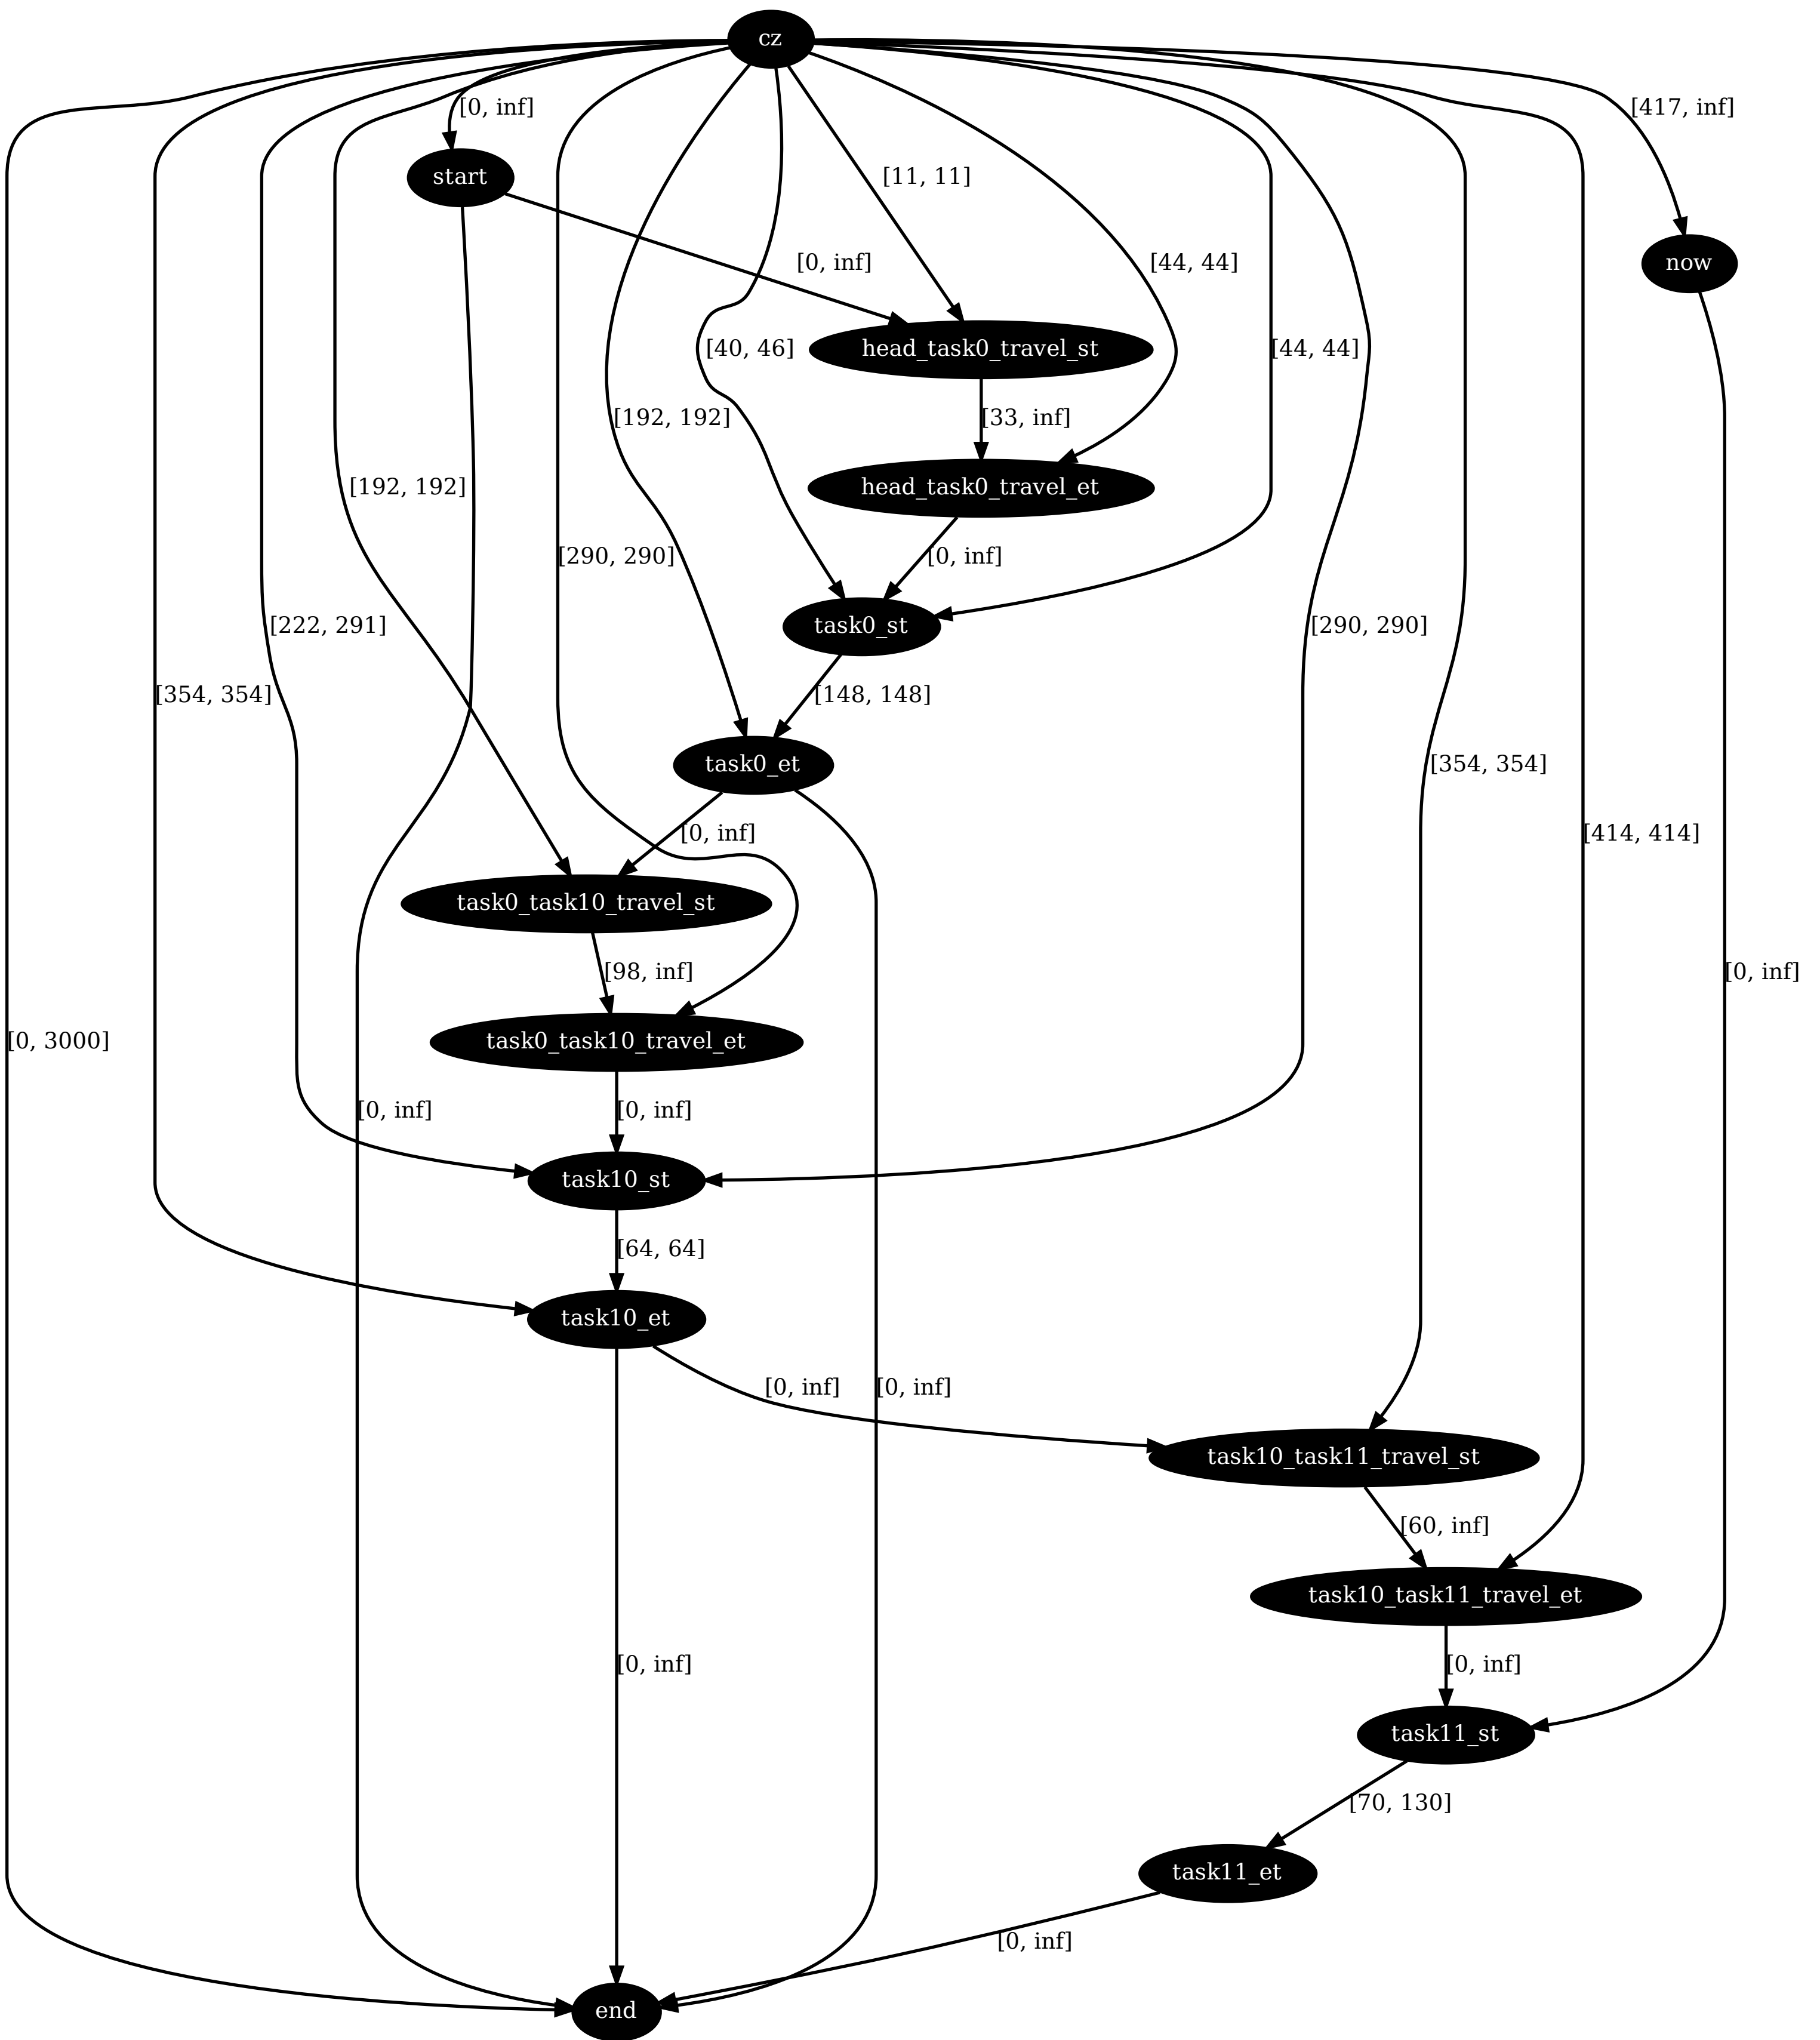 cz
[0, inf]
[417, inf]
start
[11, 11]
now
[0, inf]
[44, 44]
head_task0_travel_st
[40, 46]
[44, 44]
[192, 192]
[33, inf]
[192, 192]
head_task0_travel_et
[290, 290]
[0, inf]
[222, 291]
task0_st
[290, 290]
[354, 354]
[148, 148]
task0_et
[354, 354]
[0, inf]
[414, 414]
task0_task10_travel_st
[98, inf]
[0, inf]
[0, 3000]
task0_task10_travel_et
[0, inf]
[0, inf]
task10_st
[64, 64]
task10_et
[0, inf]
[0, inf]
task10_task11_travel_st
[60, inf]
task10_task11_travel_et
[0, inf]
[0, inf]
task11_st
[70, 130]
task11_et
[0, inf]
end